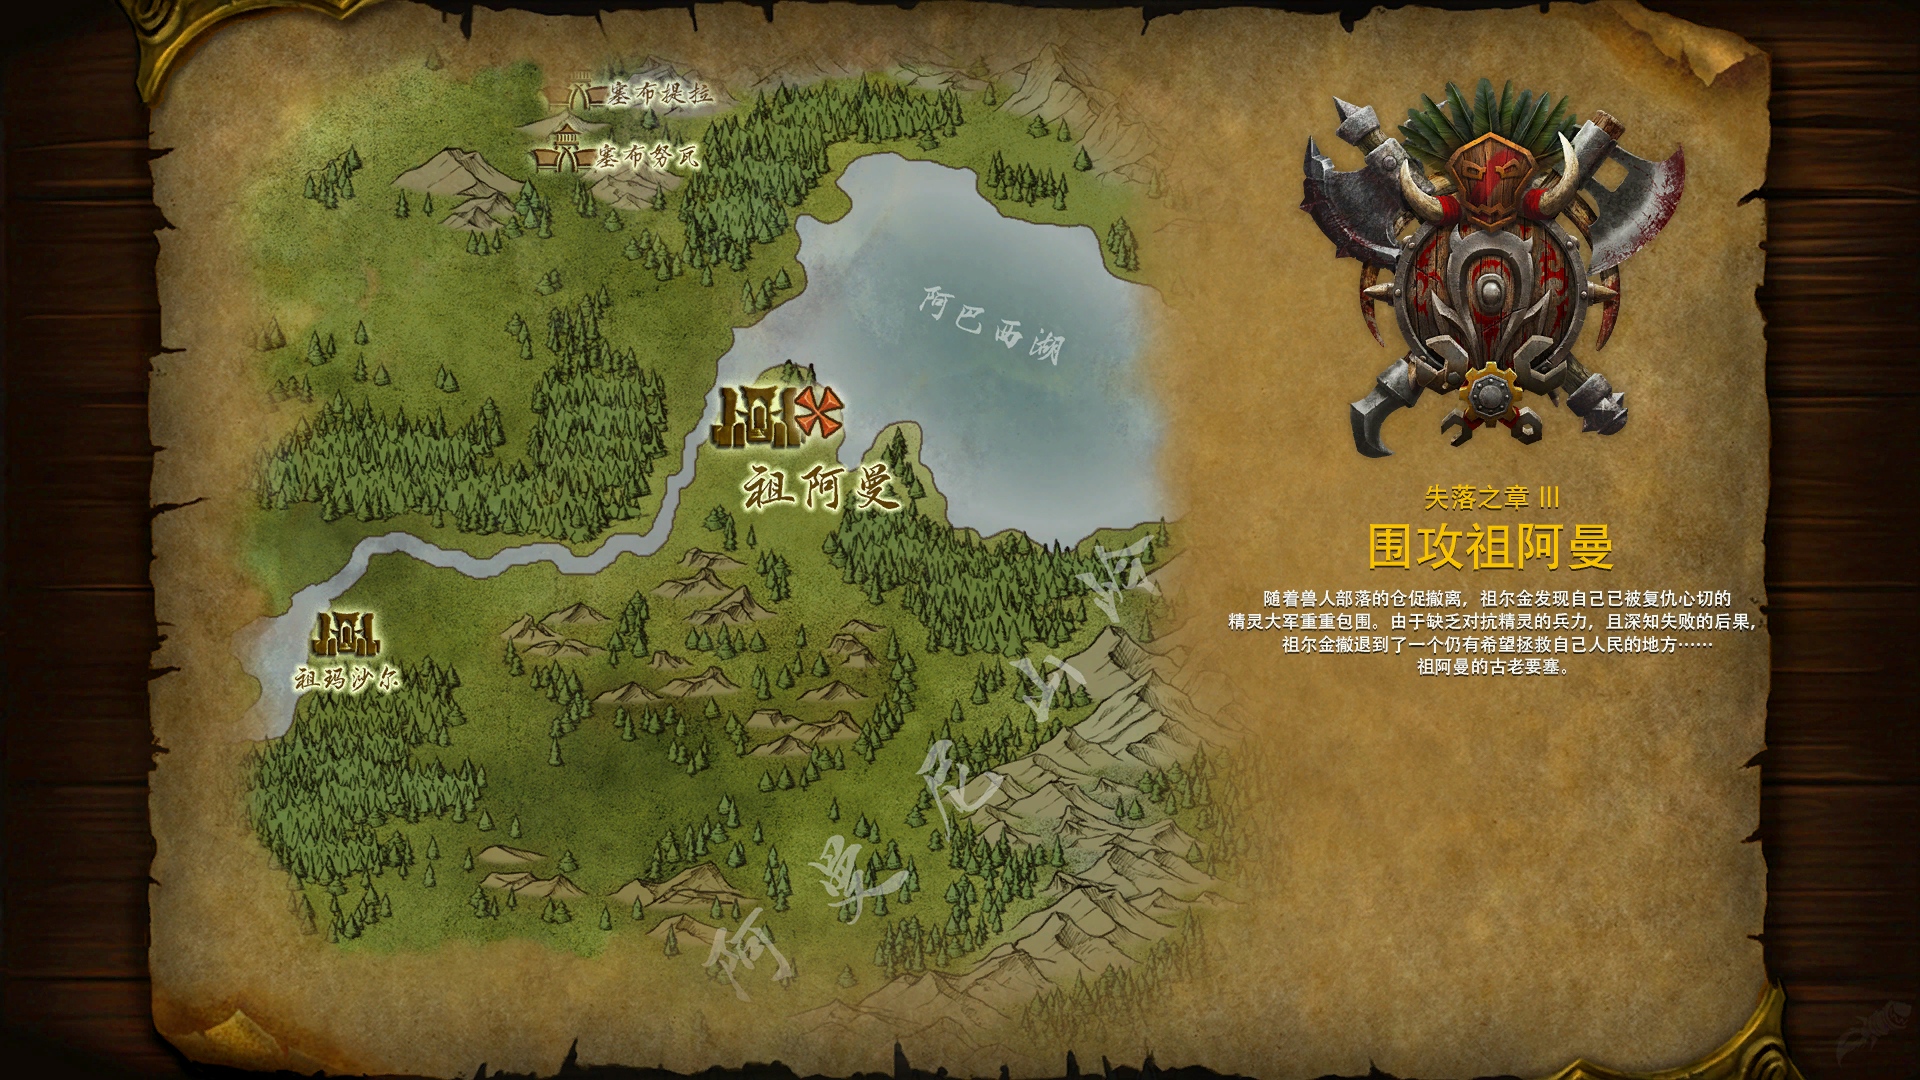 塞布提拉
塞布努瓦
阿巴西湖
祖阿曼
祖玛沙尔
阿曼尼山脉
失落之章 III
围攻祖阿曼
随着兽人部落的仓促撤离，祖尔金发现自己已被复仇心切的
精灵大军重重包围。由于缺乏对抗精灵的兵力，且深知失败的后果，
祖尔金撤退到了一个仍有希望拯救自己人民的地方……
祖阿曼的古老要塞。